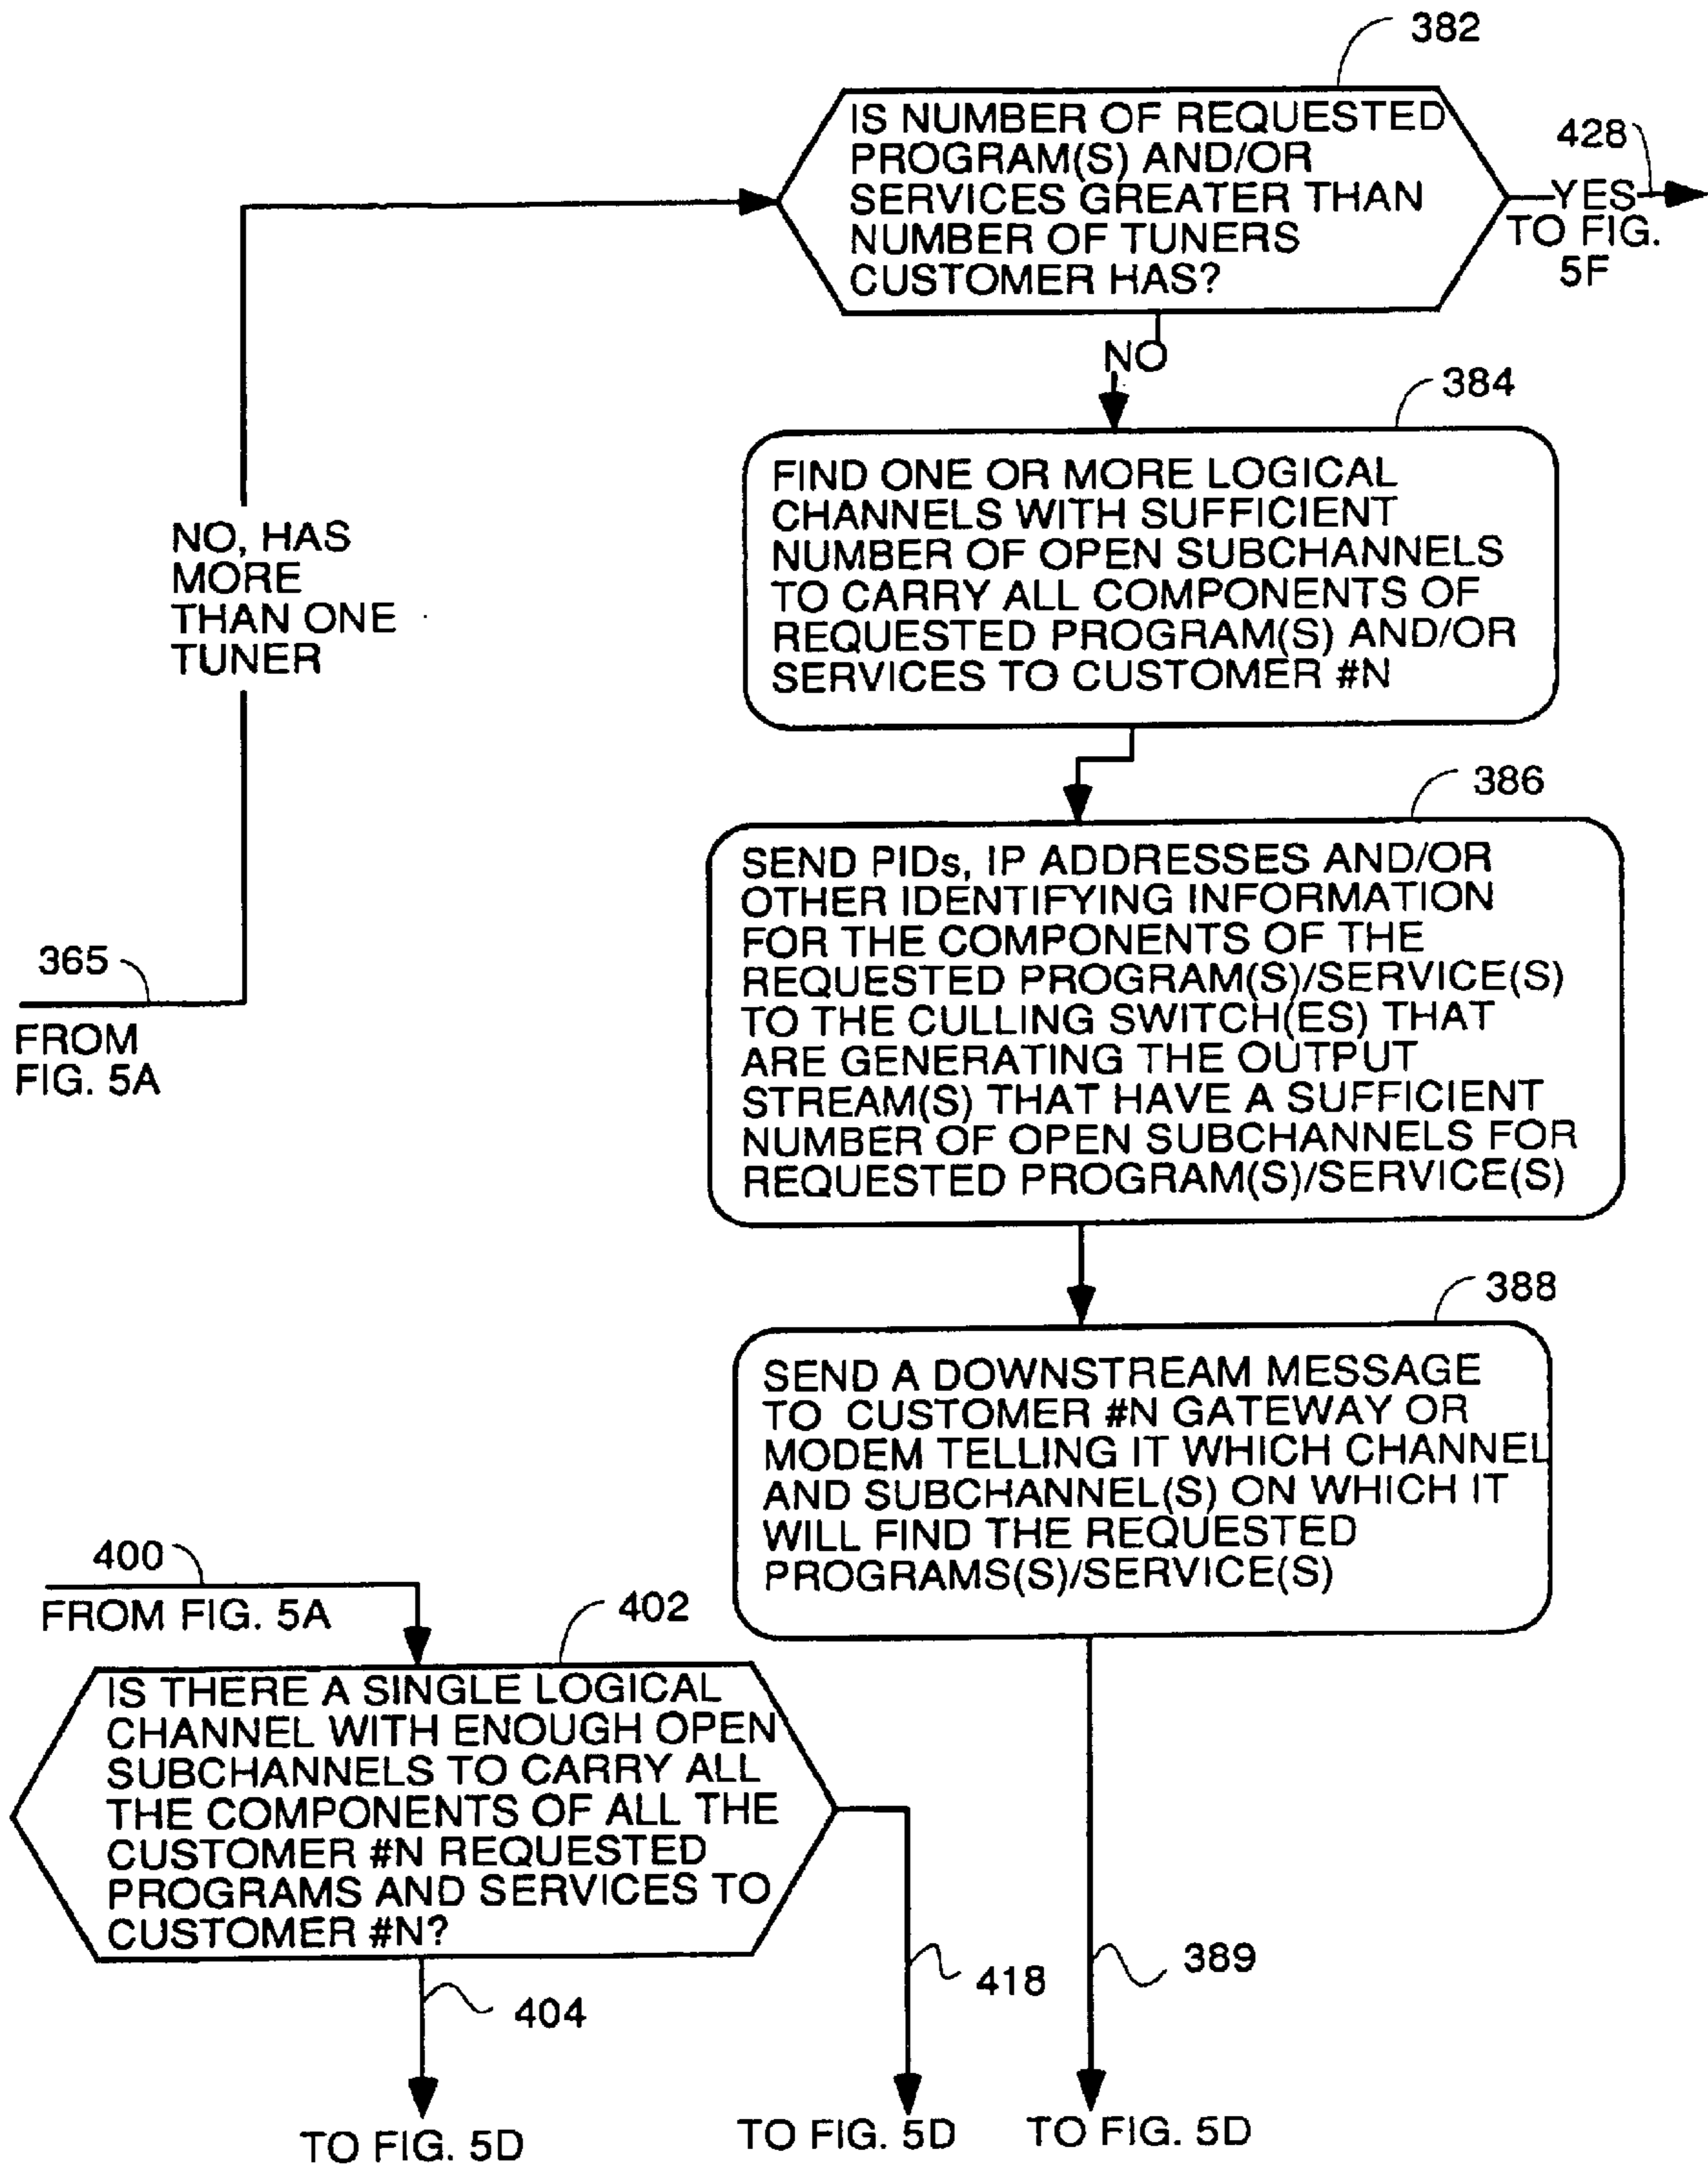 382
IS NUMBER OF REQUESTED
PROGRAM(S) AND/OR
SERVICES GREATER THAN
NUMBER OF TUNERS
CUSTOMER HAS?
428
YES
TO FIG.
5F
NO
384
FIND ONE OR MORE LOGICAL
CHANNELS WITH SUFFICIENT
NUMBER OF OPEN SUBCHANNELS
TO CARRY ALL COMPONENTS OF
REQUESTED PROGRAM(S) AND/OR
SERVICES TO CUSTOMER #N
NO, HAS
MORE
THAN ONE
TUNER
386
SEND PIDs, IP ADDRESSES AND/OR
OTHER IDENTIFYING INFORMATION
FOR THE COMPONENTS OF THE
REQUESTED PROGRAM(S)/SERVICE(S)
TO THE CULLING SWITCH(ES) THAT
ARE GENERATING THE OUTPUT
STREAM(S) THAT HAVE A SUFFICIENT
NUMBER OF OPEN SUBCHANNELS FOR
REQUESTED PROGRAM(S)/SERVICE(S)
365
FROM
FIG. 5A
388
SEND A DOWNSTREAM MESSAGE
TO CUSTOMER #N GATEWAY OR
MODEM TELLING IT WHICH CHANNEL
AND SUBCHANNEL(S) ON WHICH IT
WILL FIND THE REQUESTED
PROGRAMS(S)/SERVICE(S)
400
FROM FIG. 5A
402
IS THERE A SINGLE LOGICAL
CHANNEL WITH ENOUGH OPEN
SUBCHANNELS TO CARRY ALL
THE COMPONENTS OF ALL THE
CUSTOMER #N REQUESTED
PROGRAMS AND SERVICES TO
CUSTOMER #N?
404
418
389
TO FIG. 5D
TO FIG. 5D
TO FIG. 5D